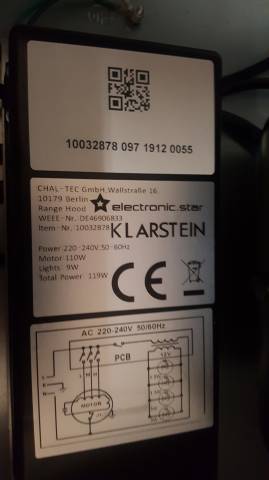 10032878 097 1912 0055
CHAL-TEC GmbH, Wallstraße 16,
10179 Berlin
Range Hood
electronic.star
WEEE-Nr. DE46906833
Item-Nr. 10032878
KLARSTEIN
Power 220-240V,50-60Hz
Motor 110W
Lights 9W
Total Power 119W
CE
AC 220-240V 50/60Hz
PCB
L
E
N
L M H
12V
MOTOR